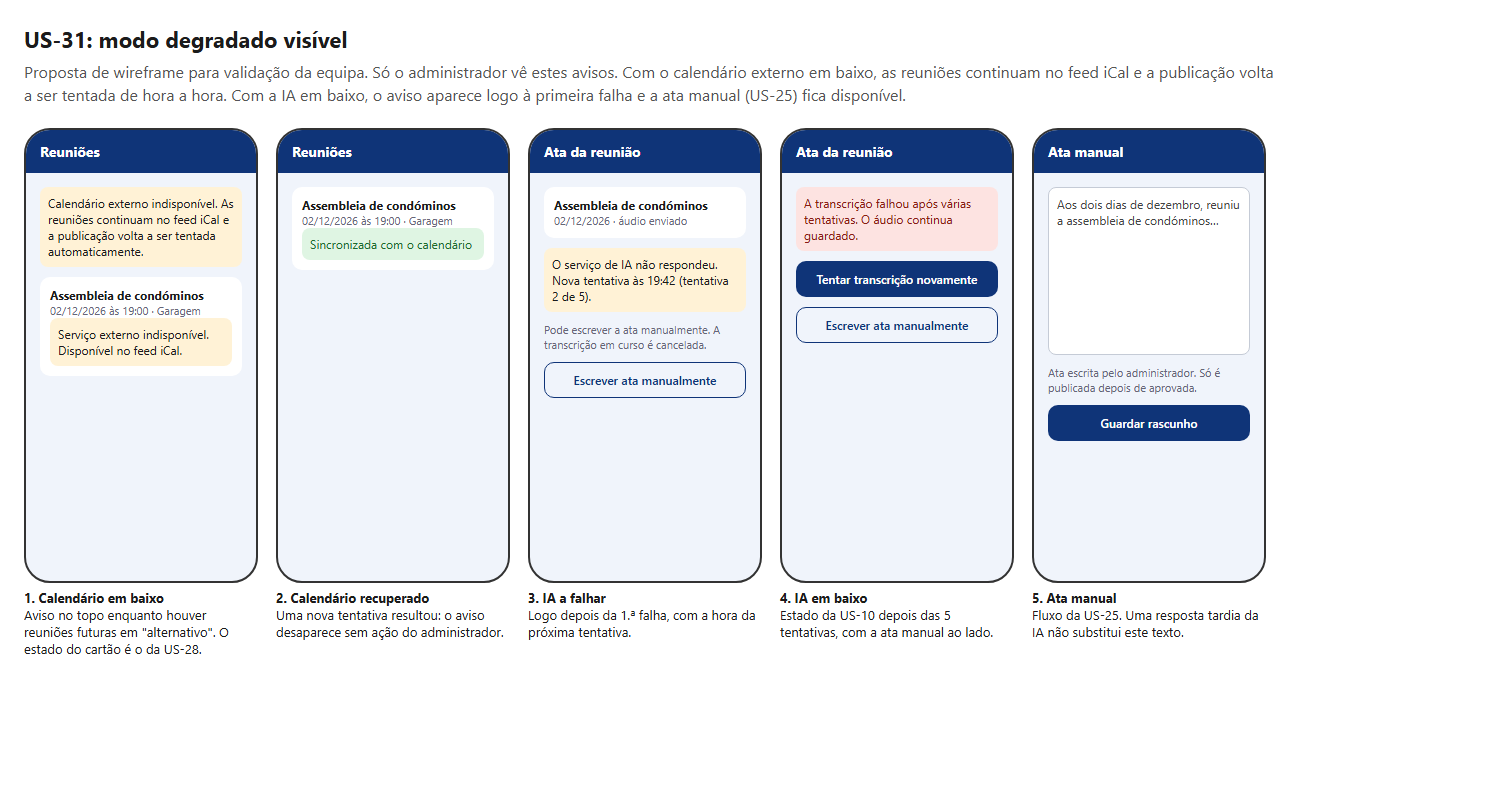 US-31: modo degradado visível
Proposta de wireframe para validação da equipa. Só o administrador vê estes avisos. Com o calendário externo em baixo, as reuniões continuam no feed iCal e a publicação volta
a ser tentada de hora a hora. Com a IA em baixo, o aviso aparece logo à primeira falha e a ata manual (US-25) fica disponível.
Reuniões
Calendário externo indisponível. As
reuniões continuam no feed iCal e
a publicação volta a ser tentada
automaticamente.
Assembleia de condóminos
02/12/2026 às 19:00 · Garagem
Serviço externo indisponível.
Disponível no feed iCal.
1. Calendário em baixo
Aviso no topo enquanto houver
reuniões futuras em "alternativo". O
estado do cartão é o da US-28.
Reuniões
Assembleia de condóminos
02/12/2026 às 19:00 · Garagem
Sincronizada com o calendário
2. Calendário recuperado
Uma nova tentativa resultou: o aviso
desaparece sem ação do administrador.
Ata da reunião
Assembleia de condóminos
02/12/2026 · áudio enviado
O serviço de IA não respondeu.
Nova tentativa às 19:42 (tentativa
2 de 5).
Pode escrever a ata manualmente. A
transcrição em curso é cancelada.
Escrever ata manualmente
3. IA a falhar
Logo depois da 1.ª falha, com a hora da
próxima tentativa.
Ata da reunião
A transcrição falhou após várias
tentativas. O áudio continua
guardado.
Tentar transcrição novamente
Escrever ata manualmente
4. IA em baixo
Estado da US-10 depois das 5
tentativas, com a ata manual ao lado.
Ata manual
Aos dois dias de dezembro, reuniu
a assembleia de condóminos...
Ata escrita pelo administrador. Só é
publicada depois de aprovada.
Guardar rascunho
5. Ata manual
Fluxo da US-25. Uma resposta tardia da
IA não substitui este texto.